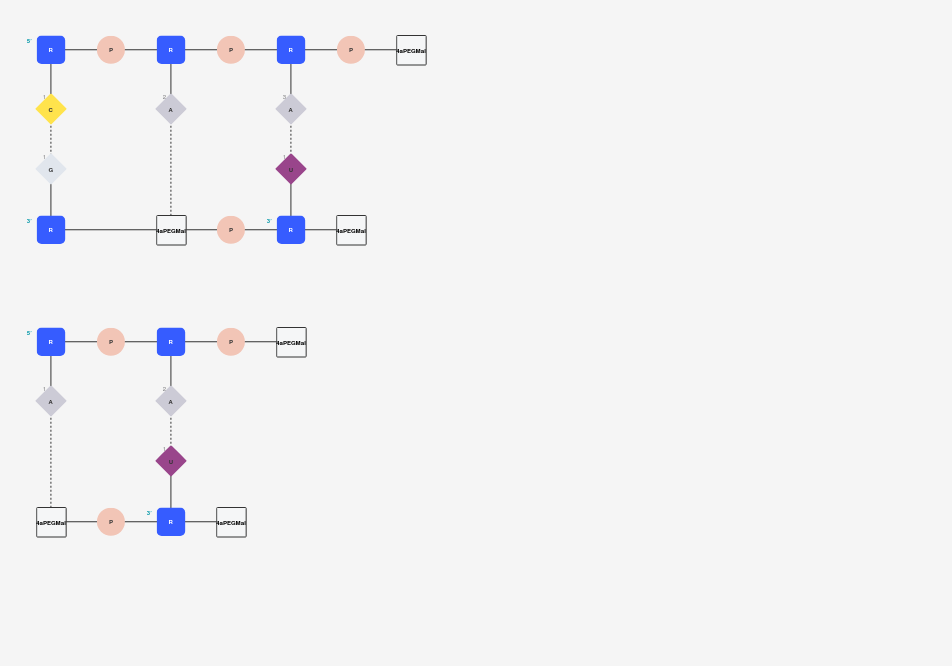 5' R P R P R P 4aPEGMal
1 2 3
C A A
1 1
G U
3' R 4aPEGMal P 3' R 4aPEGMal
5' R P R P 4aPEGMal
1 2
A A
1
U
4aPEGMal P 3' R 4aPEGMal